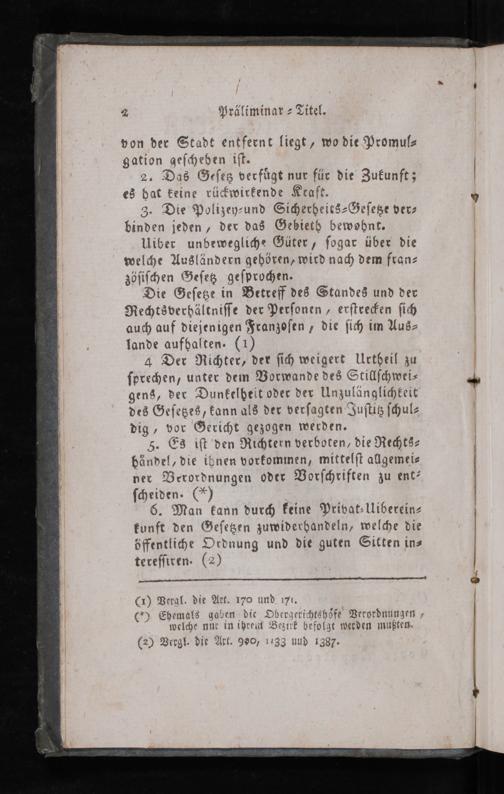 2 Präliminar-Titel.
von der Stadt entfernt liegt, wo die Promul-
gation geschehen ist.
2. Das Gesetz verfügt nur für die Zukunft;
es hat keine rückwirkende Kraft.
3. Die Polizey-und Sicherheits-Gesetze ver-
binden jeden, der das Gebieth bewohnt.
Uiber unbewegliche Güter, sogar über die
welche Ausländern gehören, wird nach dem fran-
zösischen Gesetz gesprochen.
Die Gesetze in Betreff des Standes und der
Rechtsverhältnisse der Personen, erstrecken sich
auch auf diejenigen Franzosen, die sich im Aus-
lande aufhalten. (1)
4 Der Richter, der sich weigert Urtheil zu
sprechen, unter dem Vorwande des Stillschwei-
gens, der Dunkelheit oder der Unzulänglichkeit
des Gesetzes, kann als der versagten Justitz schul-
dig, vor Gericht gezogen werden.
5. Es ist den Richtern verboten, die Rechts-
händel, die ihnen vorkommen, mittelst allgemei-
ner Verordnungen oder Vorschriften zu ent-
scheiden. (*)
6. Man kann durch keine Privat-Uiberein-
kunft den Gesetzen zuwiderhandeln, welche die
öffentliche Ordnung und die guten Sitten in-
teressiren. (2)
(1) Vergl. die Art. 170 und 171.
(*) Ehemals gaben die Obergerichtshöfe Verordnungen,
welche nur in ihrem Bezirk befolgt werden mußten.
(2) Vergl. die Art. 900, 1133 und 1387.